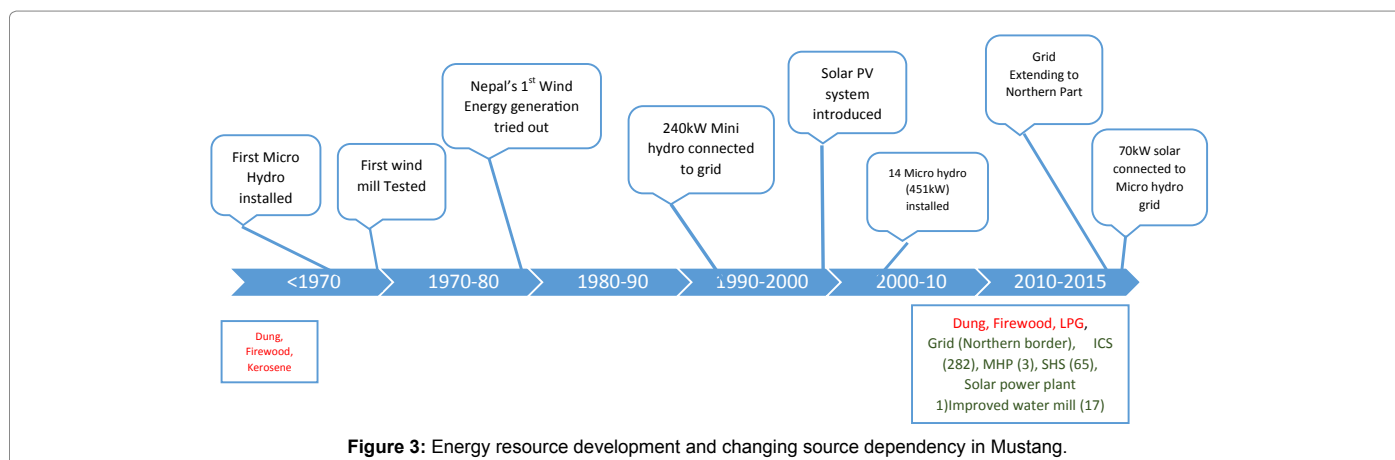 First Micro
Hydro
installed
First wind
mill Tested
Nepal's 1st Wind
Energy generation
tried out
240kW Mini
hydro connected
to grid
Solar PV
system
introduced
14 Micro hydro
(451kW)
installed
Grid
Extending to
Northern Part
70kW solar
connected to
Micro hydro
grid
<1970
1970-80
1980-90
1990-2000
2000-10
2010-2015
Dung,
Firewood,
Kerosene
Dung, Firewood, LPG,
Grid (Northern border), ICS
(282), MHP (3), SHS (65),
Solar power plant
1)Improved water mill (17)
Figure 3: Energy resource development and changing source dependency in Mustang.